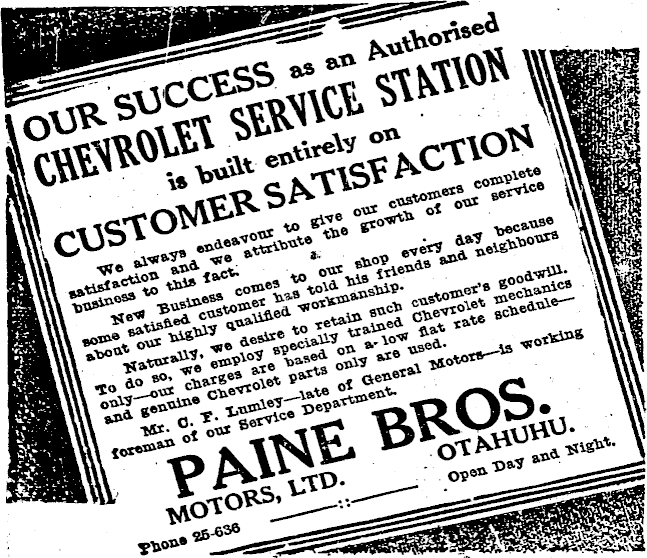 OUR SUCCESS as an Authorised
CHEVROLET SERVICE STATION
is built entirely on
CUSTOMER SATISFACTION
We always endeavour to give our customers complete
satisfaction and we attribute the growth of our service
business to this fact.
New Business comes to our shop every day because
some satisfied customer has told his friends and neighbours
about our highly qualified workmanship.
Naturally, we desire to retain such customer's goodwill.
To do so, we employ specially trained Chevrolet mechanics
only—our charges are based on a low flat rate schedule—
and genuine Chevrolet parts only are used.
Mr. C. F. Lumley—late of General Motors—is working
foreman of our Service Department.
PAINE BROS.
MOTORS, LTD. OTAHUHU.
Phone 25-636 —::— Open Day and Night.